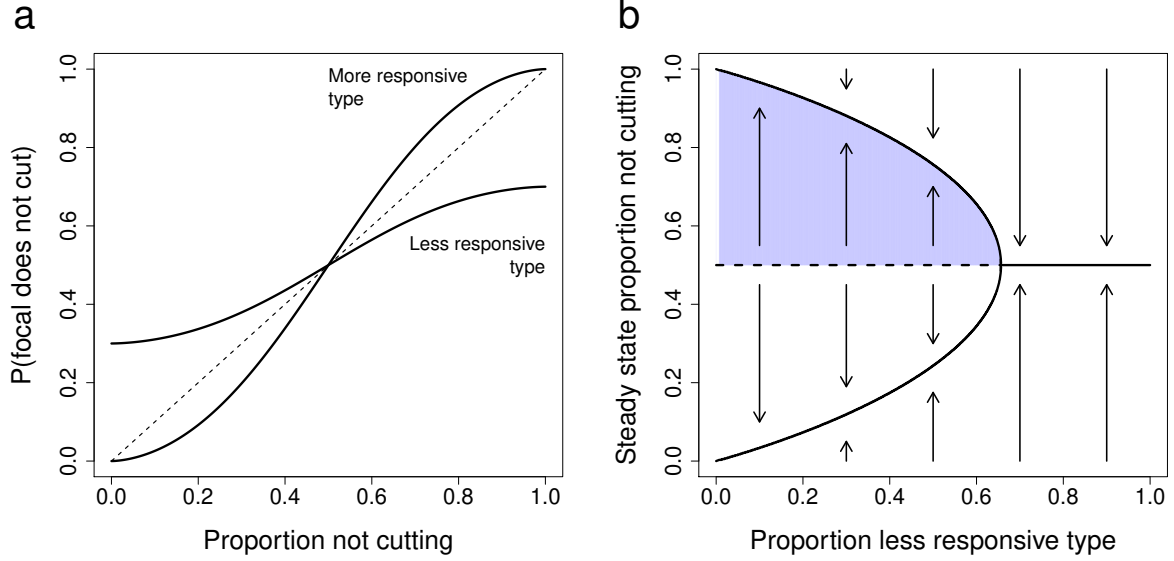 a
P(focal does not cut)
1.0
0.8
0.6
0.4
0.2
0.0
More responsive
type
Less responsive
type
0.0 0.2 0.4 0.6 0.8 1.0
Proportion not cutting
b
Steady state proportion not cutting
1.0
0.8
0.6
0.4
0.2
0.0
0.0 0.2 0.4 0.6 0.8 1.0
Proportion less responsive type